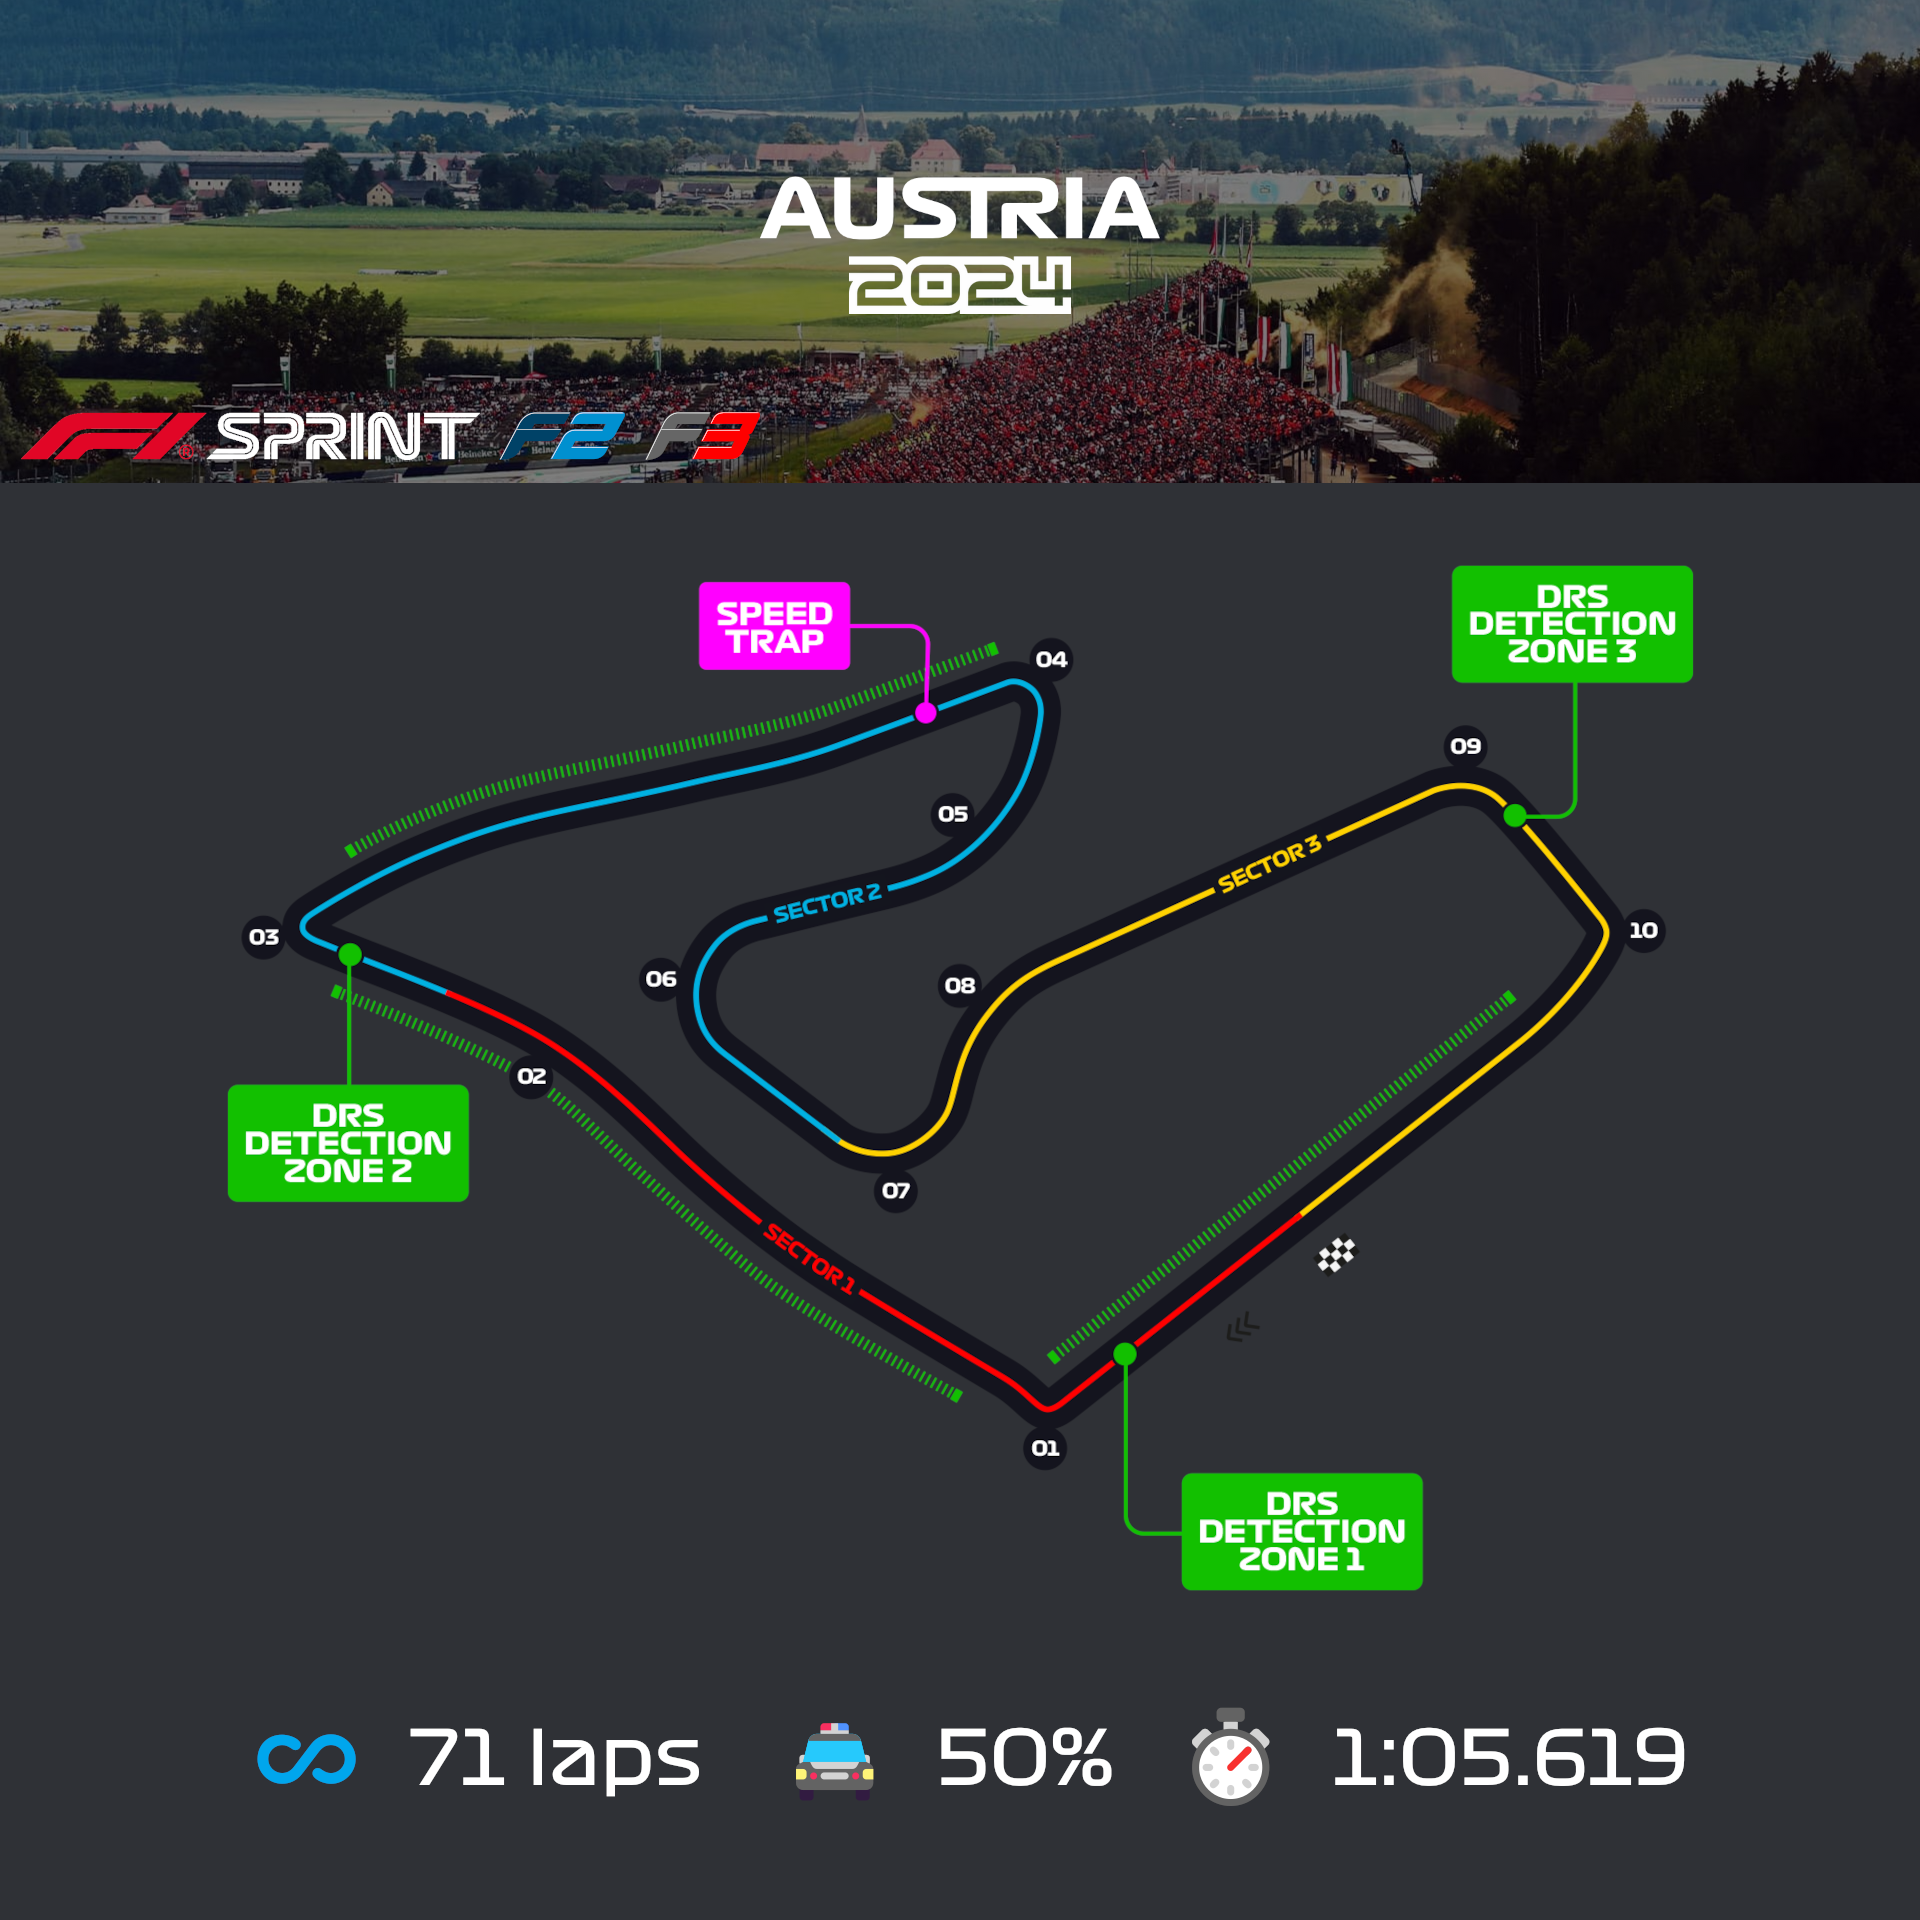 AUSTRIA
2024
F1® SPRINT F2 F3
Heineken
SPEED
TRAP
DRS
DETECTION
ZONE 3
04
09
05
SECTOR 3
SECTOR 2
03
10
06
08
02
DRS
DETECTION
ZONE 2
07
SECTOR 1
01
DRS
DETECTION
ZONE 1
71 laps
50%
1:05.619